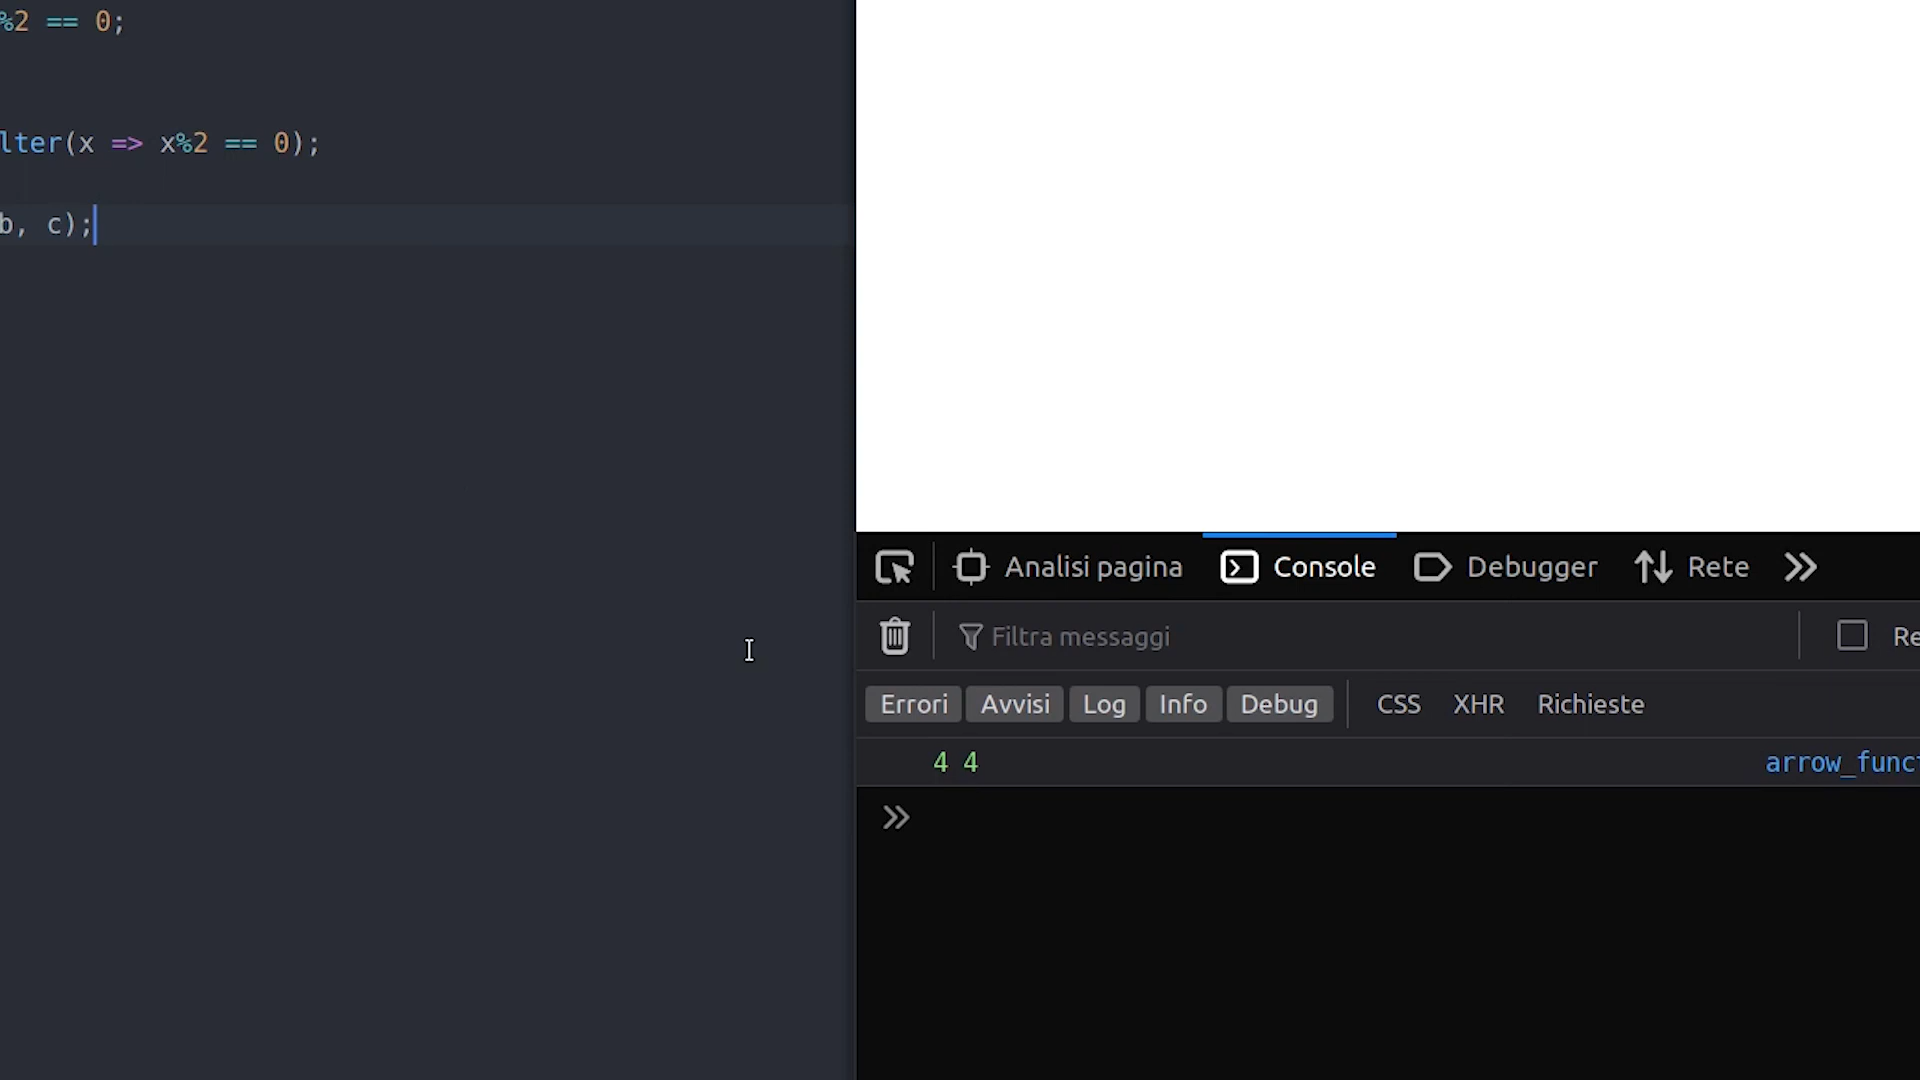 %2 == 0;
lter(x => x%2 == 0);
b, c);
Analisi pagina Console Debugger Rete
Filtra messaggi Re
Errori Avvisi Log Info Debug CSS XHR Richieste
4 4 arrow_funct